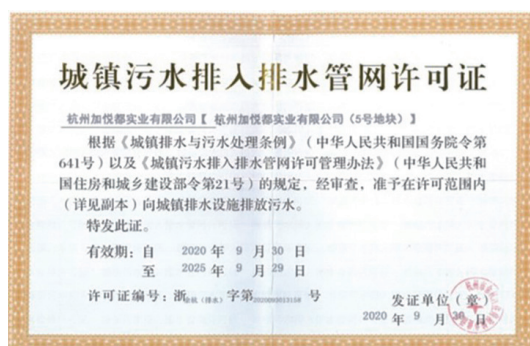 城镇污水排入排水管网许可证
杭州加悦都实业有限公司【 杭州加悦都实业有限公司（5号地块）】
根据《城镇排水与污水处理条例》（中华人民共和国国务院令第
641号）以及《城镇污水排入排水管网许可管理办法》（中华人民共和
国住房和城乡建设部令第21号）的规定，经审查，准予在许可范围内
（详见副本）向城镇排水设施排放污水。
特发此证。
有效期：自 2020 年 9 月 30 日
至 2025 年 9 月 29 日
许可证编号：浙 （排水）字第 号
发证单位（章）
2020 年 9 月 30 日